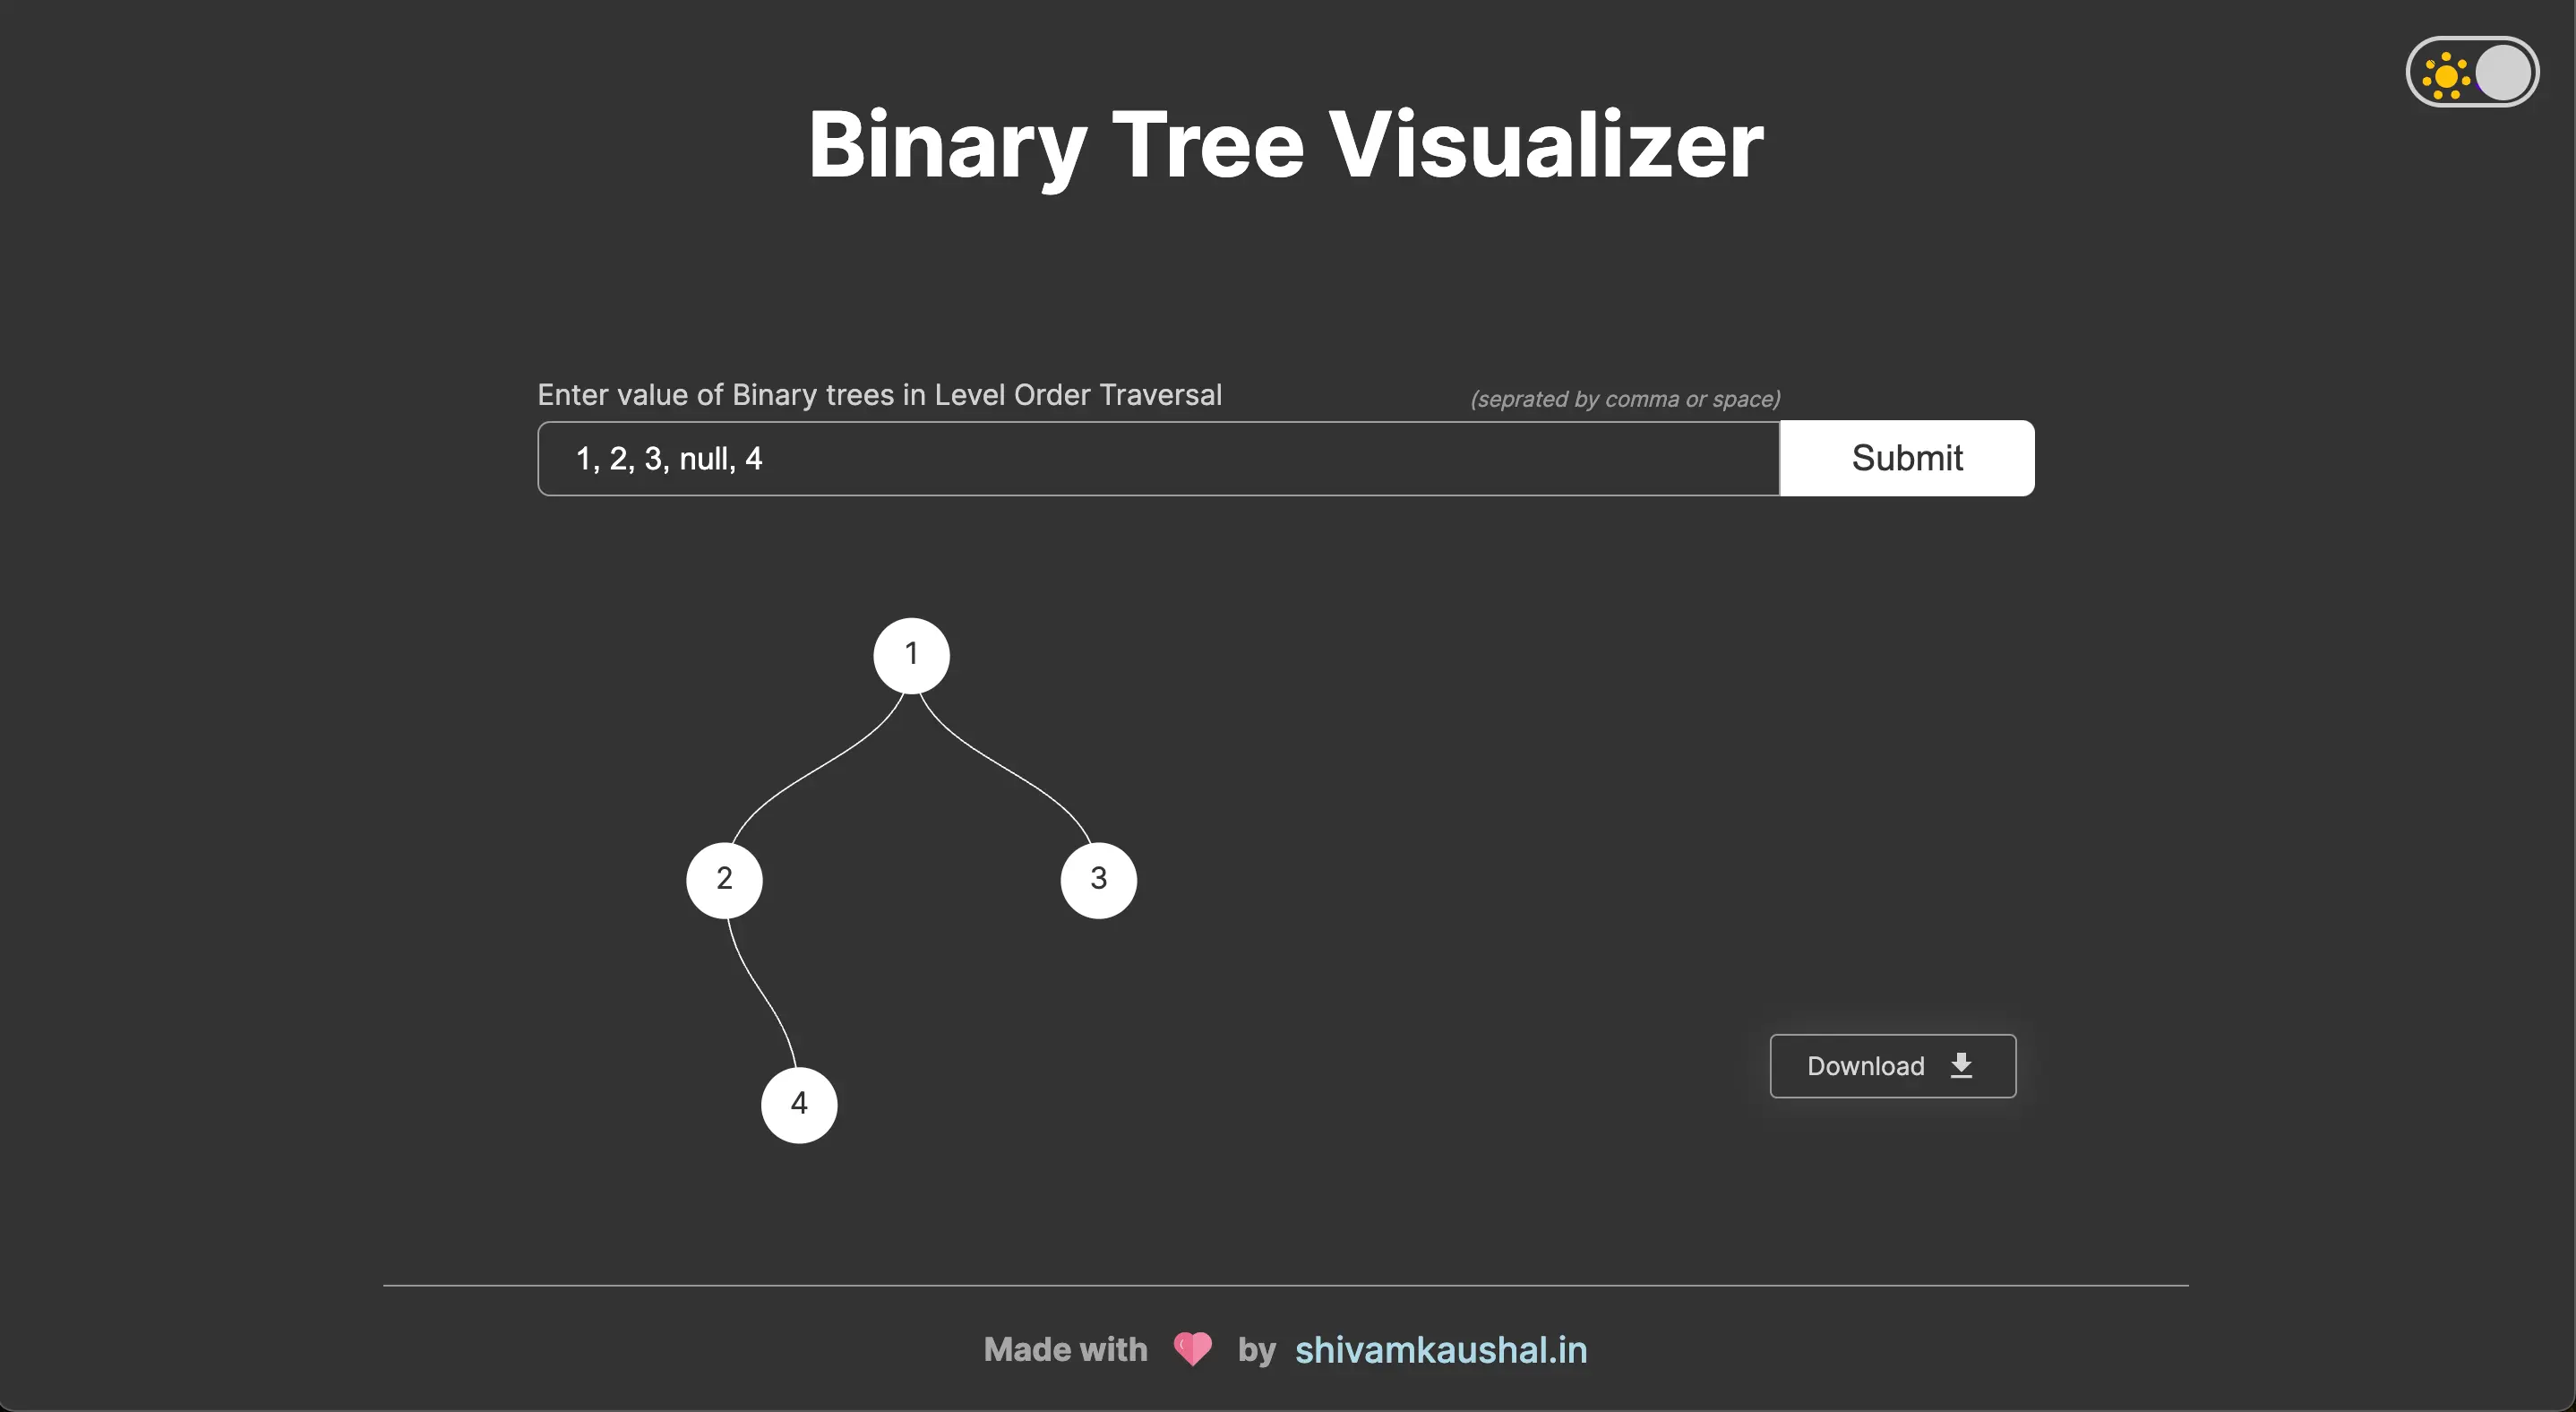 Binary Tree Visualizer
Enter value of Binary trees in Level Order Traversal
(seprated by comma or space)
1, 2, 3, null, 4
Submit
1
2
3
4
Download
Made with by shivamkaushal.in